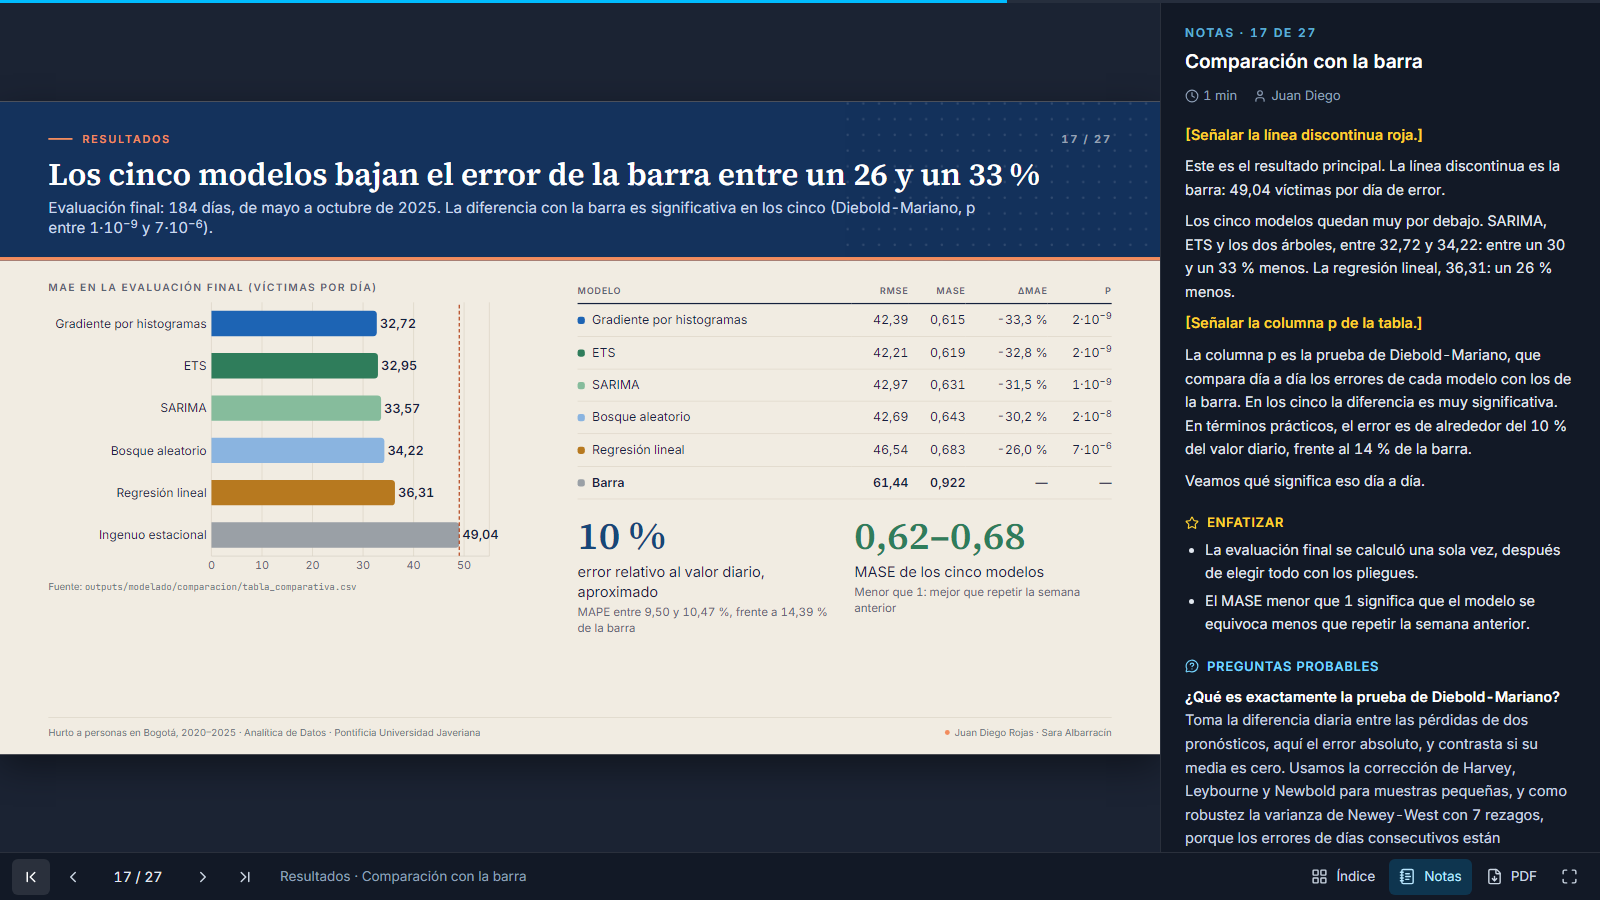 RESULTADOS
17 / 27
Los cinco modelos bajan el error de la barra entre un 26 y un 33 %
Evaluación final: 184 días, de mayo a octubre de 2025. La diferencia con la barra es significativa en los cinco (Diebold-Mariano, p
entre 1·10⁻⁹ y 7·10⁻⁶).
MAE EN LA EVALUACIÓN FINAL (VÍCTIMAS POR DÍA)
Gradiente por histogramas 32,72
ETS 32,95
SARIMA 33,57
Bosque aleatorio 34,22
Regresión lineal 36,31
Ingenuo estacional 49,04
0 10 20 30 40 50
Fuente: outputs/modelado/comparacion/tabla_comparativa.csv
MODELO RMSE MASE ΔMAE P
Gradiente por histogramas 42,39 0,615 -33,3 % 2·10⁻⁹
ETS 42,21 0,619 -32,8 % 2·10⁻⁹
SARIMA 42,97 0,631 -31,5 % 1·10⁻⁹
Bosque aleatorio 42,69 0,643 -30,2 % 2·10⁻⁸
Regresión lineal 46,54 0,683 -26,0 % 7·10⁻⁶
Barra 61,44 0,922 — —
10 %
error relativo al valor diario,
aproximado
MAPE entre 9,50 y 10,47 %, frente a 14,39 %
de la barra
0,62–0,68
MASE de los cinco modelos
Menor que 1: mejor que repetir la semana
anterior
Hurto a personas en Bogotá, 2020–2025 · Analítica de Datos · Pontificia Universidad Javeriana
Juan Diego Rojas · Sara Albarracín
NOTAS · 17 DE 27
Comparación con la barra
1 min Juan Diego
[Señalar la línea discontinua roja.]
Este es el resultado principal. La línea discontinua es la
barra: 49,04 víctimas por día de error.
Los cinco modelos quedan muy por debajo. SARIMA,
ETS y los dos árboles, entre 32,72 y 34,22: entre un 30
y un 33 % menos. La regresión lineal, 36,31: un 26 %
menos.
[Señalar la columna p de la tabla.]
La columna p es la prueba de Diebold-Mariano, que
compara día a día los errores de cada modelo con los de
la barra. En los cinco la diferencia es muy significativa.
En términos prácticos, el error es de alrededor del 10 %
del valor diario, frente al 14 % de la barra.
Veamos qué significa eso día a día.
ENFATIZAR
• La evaluación final se calculó una sola vez, después
de elegir todo con los pliegues.
• El MASE menor que 1 significa que el modelo se
equivoca menos que repetir la semana anterior.
PREGUNTAS PROBABLES
¿Qué es exactamente la prueba de Diebold-Mariano?
Toma la diferencia diaria entre las pérdidas de dos
pronósticos, aquí el error absoluto, y contrasta si su
media es cero. Usamos la corrección de Harvey,
Leybourne y Newbold para muestras pequeñas, y como
robustez la varianza de Newey-West con 7 rezagos,
porque los errores de días consecutivos están
17 / 27
Resultados · Comparación con la barra
Índice
Notas
PDF